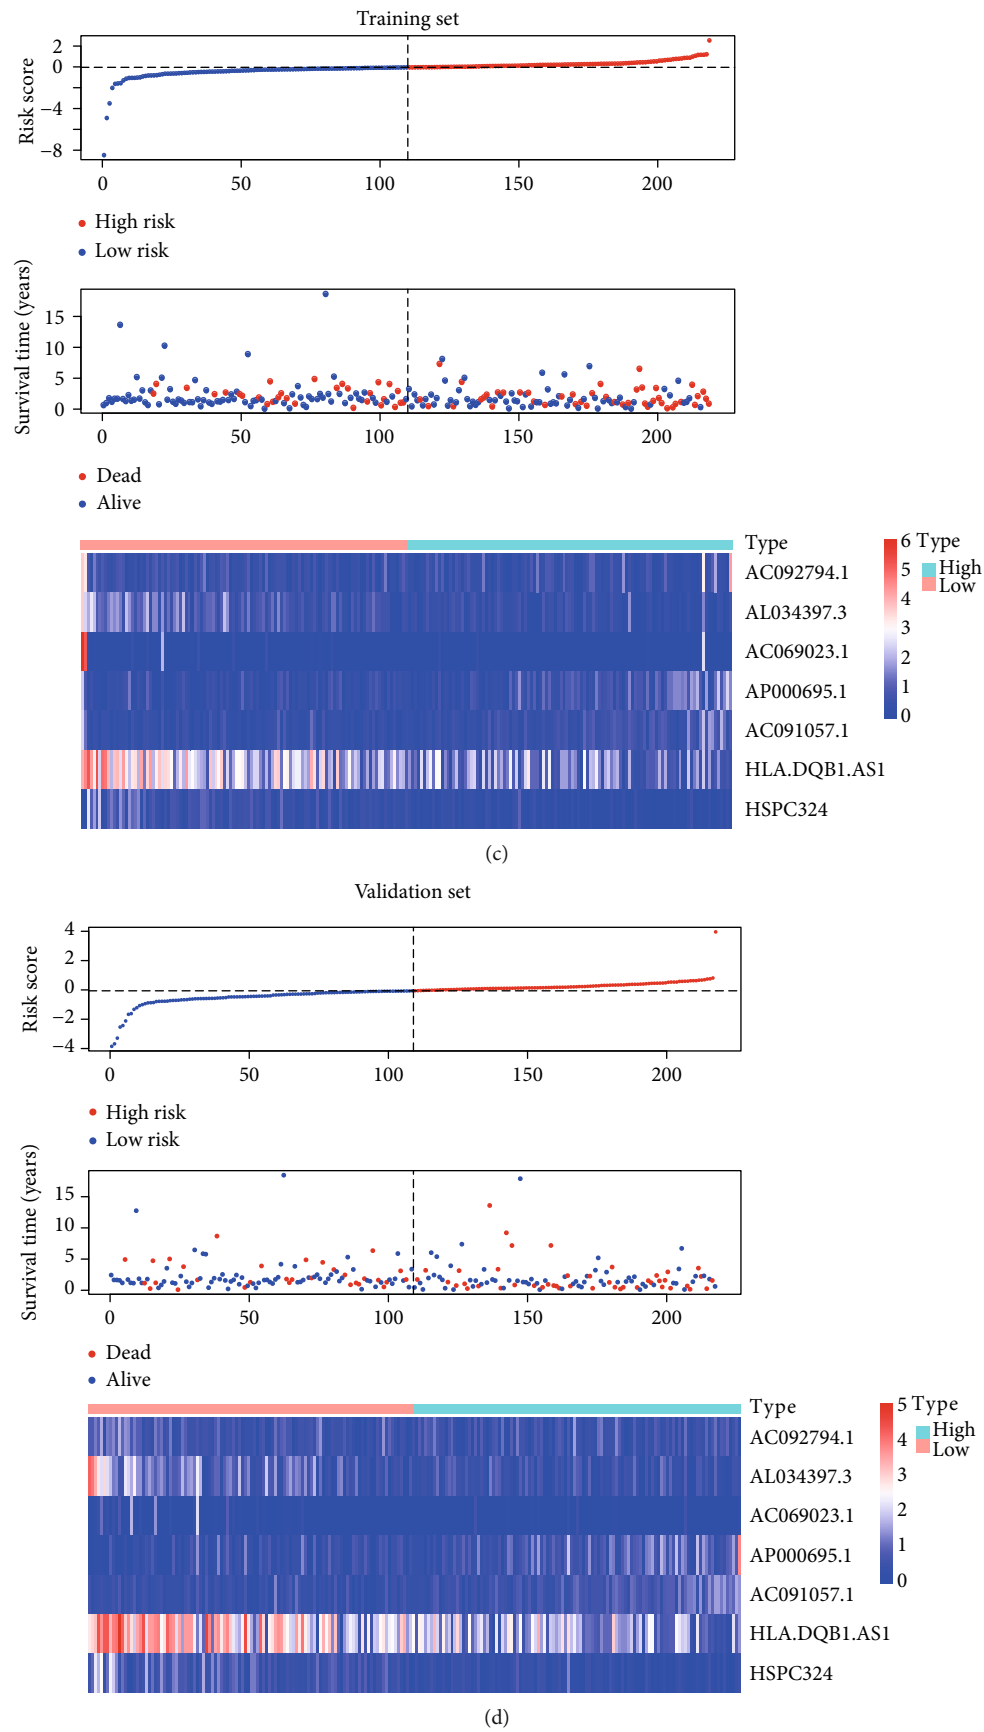 Training set
Risk score
2
0
−4
−8
0 50 100 150 200
High risk
Low risk
Survival time (years)
15
10
5
0
0 50 100 150 200
Dead
Alive
Type
AC092794.1
AL034397.3
AC069023.1
AP000695.1
AC091057.1
HLA.DQB1.AS1
HSPC324
6
5
4
3
2
1
0
Type
High
Low
(c)
Validation set
Risk score
4
2
0
−2
−4
0 50 100 150 200
High risk
Low risk
Survival time (years)
15
10
5
0
0 50 100 150 200
Dead
Alive
Type
AC092794.1
AL034397.3
AC069023.1
AP000695.1
AC091057.1
HLA.DQB1.AS1
HSPC324
5
4
3
2
1
0
Type
High
Low
(d)